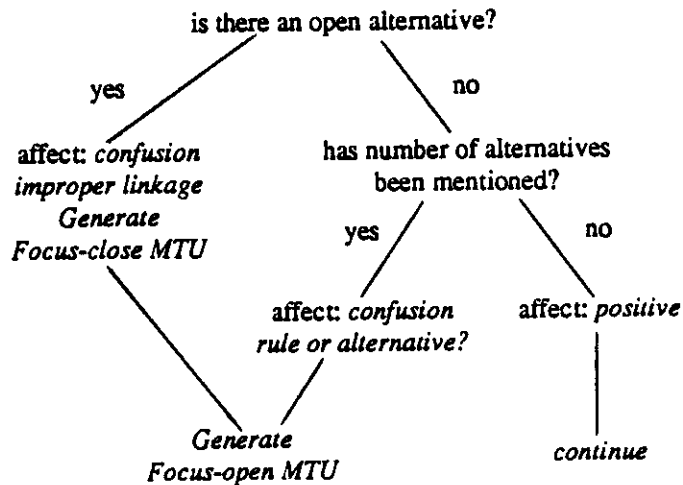 is there an open alternative?
yes
no
affect: confusion
improper linkage
Generate
Focus-close MTU
has number of alternatives
been mentioned?
yes
no
affect: confusion
rule or alternative?
affect: positive
Generate
Focus-open MTU
continue